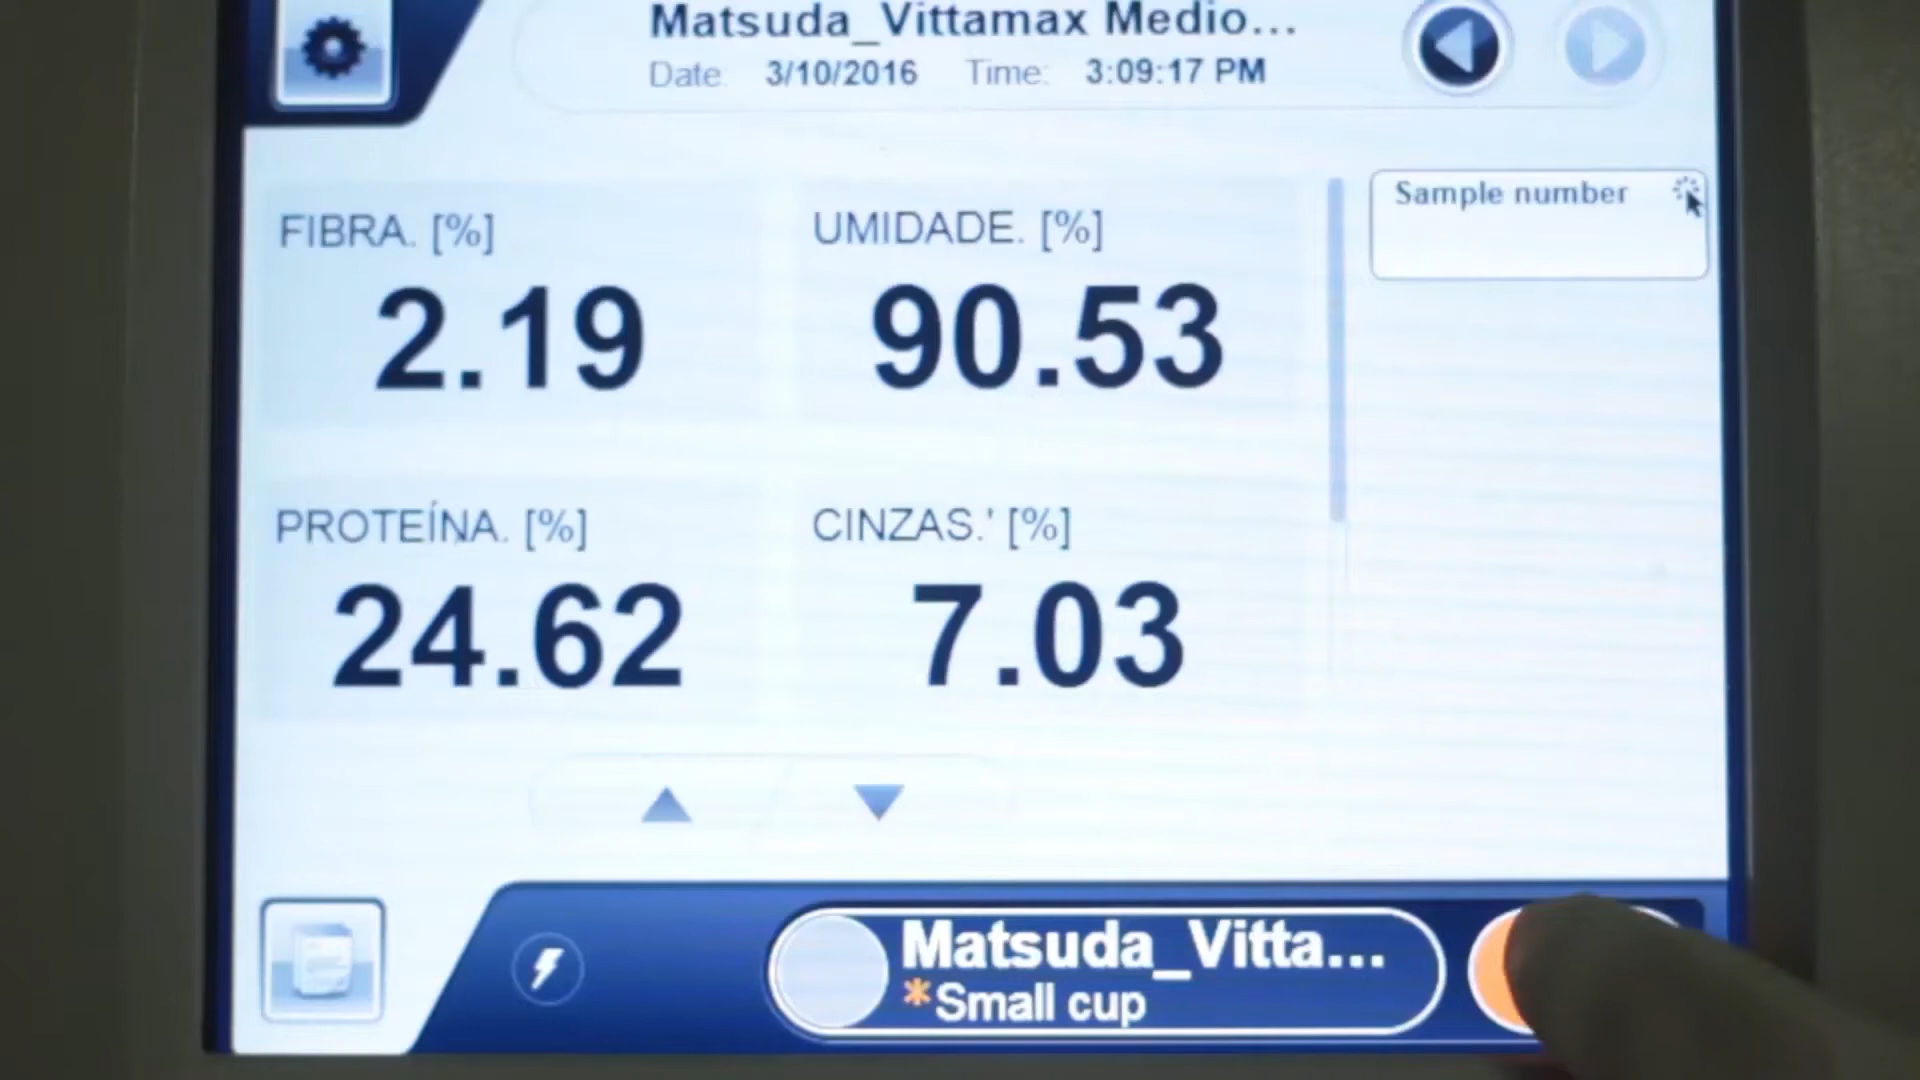 Matsuda_Vittamax Medio...
Date: 3/10/2016 Time: 3:09:17 PM
Sample number
FIBRA. [%]
2.19
UMIDADE. [%]
90.53
PROTEÍNA. [%]
24.62
CINZAS.' [%]
7.03
Matsuda_Vitta...
*Small cup